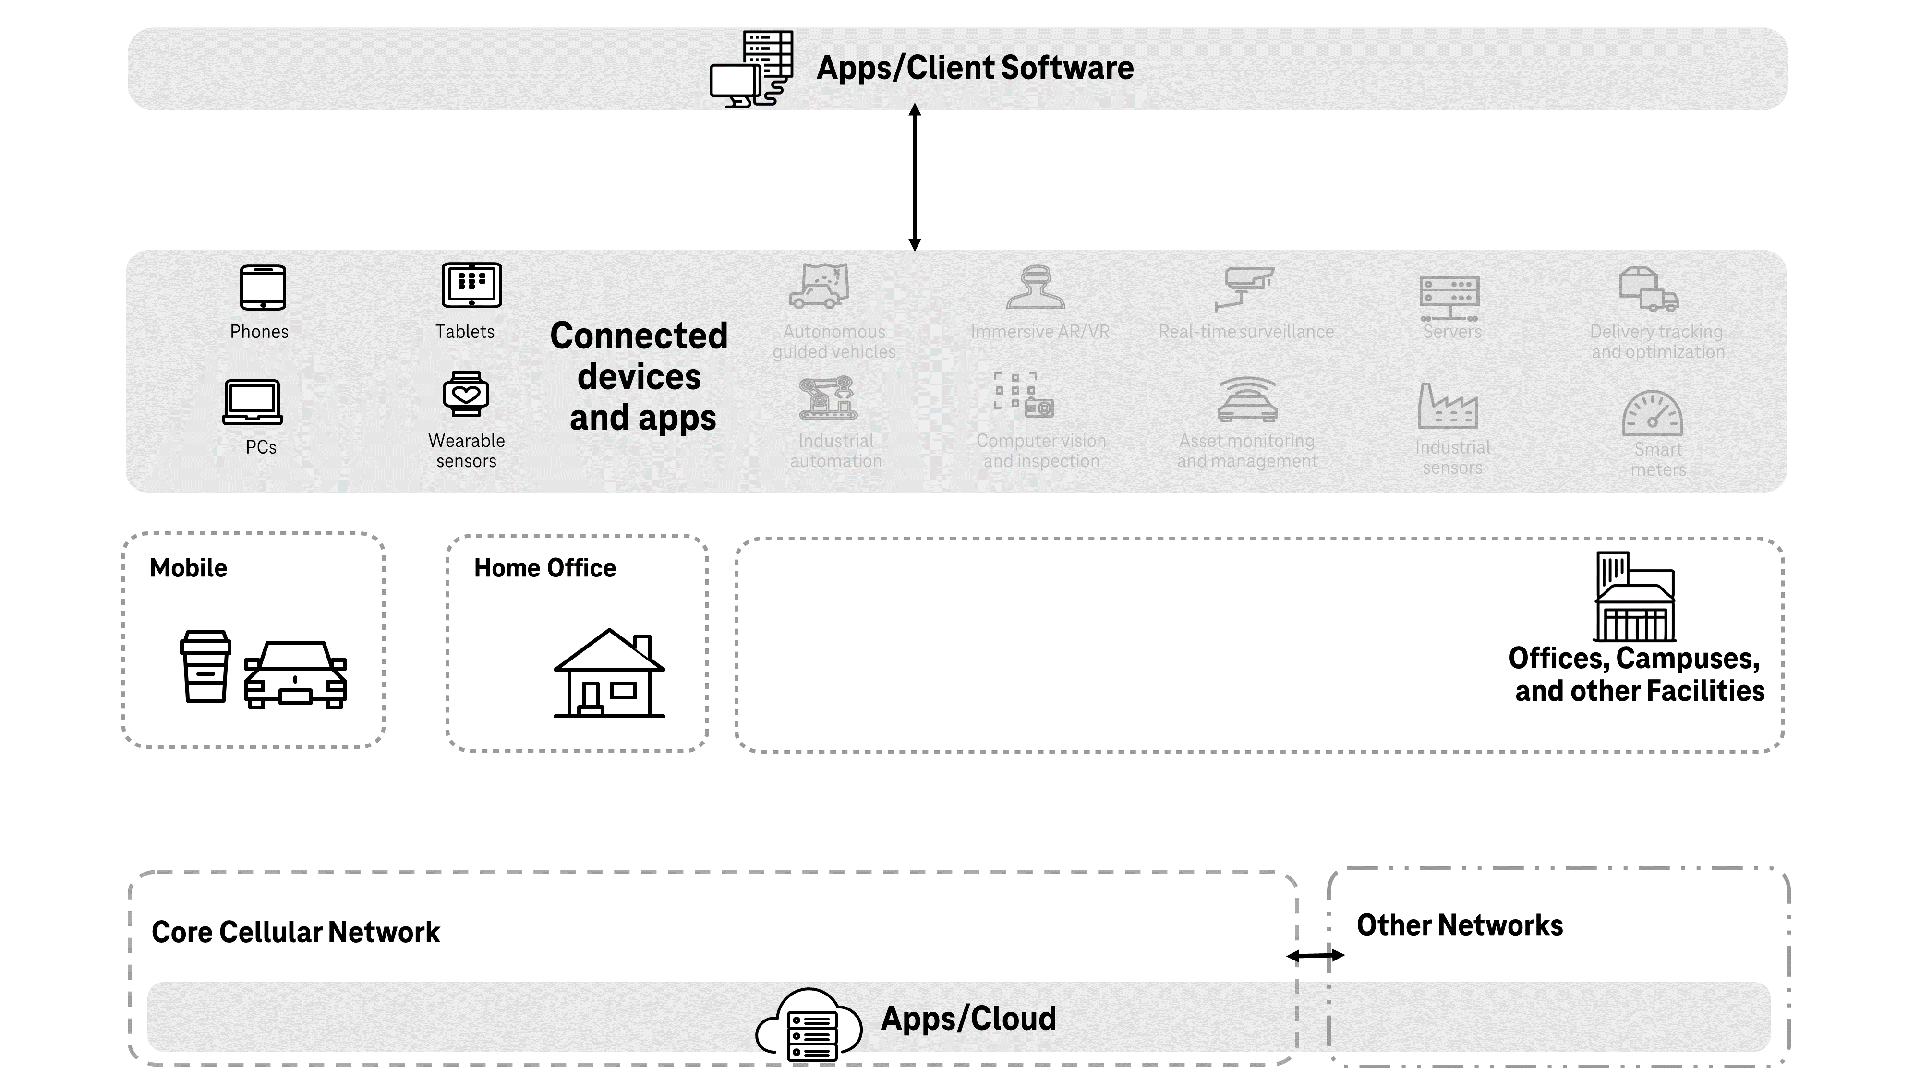 Apps/Client Software
Phones
Tablets
PCs
Wearable
sensors
Connected
devices
and apps
Autonomous
guided vehicles
Immersive AR/VR
Real-time surveillance
Servers
Delivery tracking
and optimization
Industrial
automation
Computer vision
and inspection
Asset monitoring
and management
Industrial
sensors
Smart
meters
Mobile
Home Office
Offices, Campuses,
and other Facilities
Core Cellular Network
Other Networks
Apps/Cloud